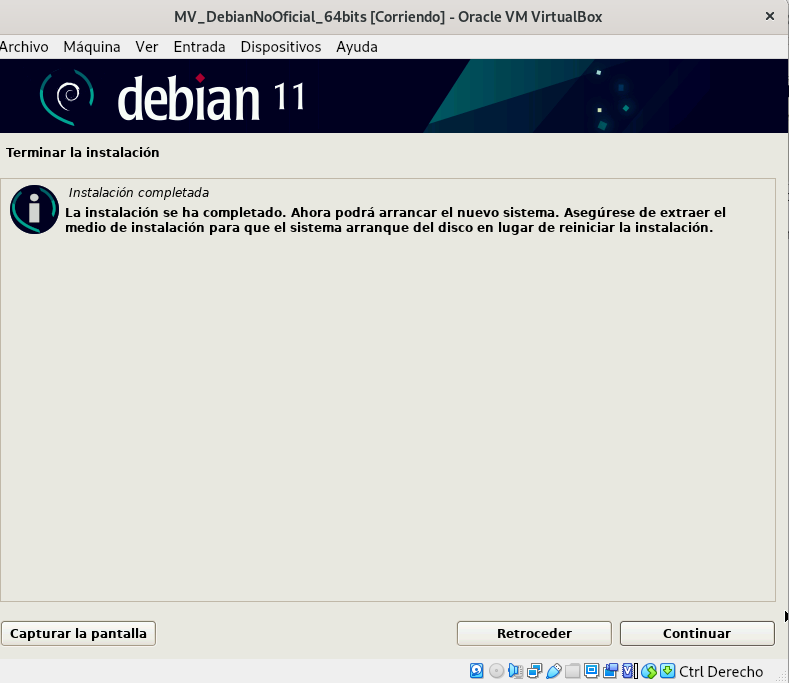 MV_DebianNoOficial_64bits [Corriendo] - Oracle VM VirtualBox
Archivo Máquina Ver Entrada Dispositivos Ayuda
debian 11
Terminar la instalación
Instalación completada
La instalación se ha completado. Ahora podrá arrancar el nuevo sistema. Asegúrese de extraer el
medio de instalación para que el sistema arranque del disco en lugar de reiniciar la instalación.
Capturar la pantalla Retroceder Continuar
Ctrl Derecho